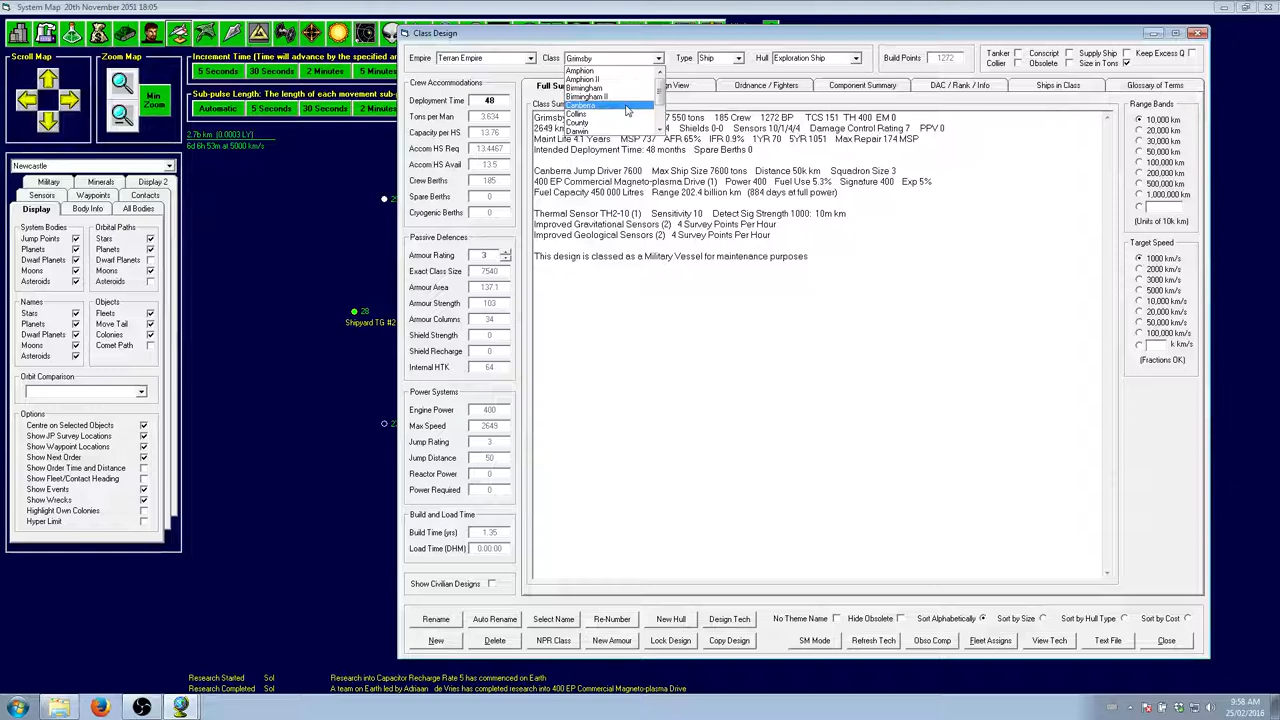 System Map  20th November 2051 18:05
Scroll Map
Zoom Map
Min
Zoom
Increment Time (Time will advance by the specified
5 Seconds
30 Seconds
2 Minutes
Sub-pulse Length: The length of each movement sub-p
Automatic
5 Seconds
30 Seconds
2 Min
2.7b km  (0.0003 LY)
6d 6h 53m at 5000 km/s
Newcastle
Military
Minerals
Display 2
Sensors
Waypoints
Contacts
Display
Body Info
All Bodies
System Bodies
Orbital Paths
Jump Points
Stars
Planets
Planets
Dwarf Planets
Dwarf Planets
Moons
Moons
Asteroids
Asteroids
Names
Objects
Stars
Fleets
Planets
Move Tail
Dwarf Planets
Colonies
Moons
Comet Path
Asteroids
Orbit Comparison
Options
Centre on Selected Objects
Show JP Survey Locations
Show Waypoint Locations
Show Next Order
Show Order Time and Distance
Show Fleet/Contact Heading
Show Events
Show Wrecks
Highlight Own Colonies
Hyper Limit
28
Shipyard TG #2
Class Design
Empire
Terran Empire
Class
Grimsby
Type
Ship
Hull
Exploration Ship
Build Points
1272
Tanker
Conscript
Supply Ship
Keep Excess Q
Collier
Obsolete
Size in Tons
Amphion
Amphion II
Birmingham
Birmingham II
Canberra
Collins
County
Darwin
Full Su
n View
Ordnance / Fighters
Component Summary
DAC / Rank / Info
Ships in Class
Glossary of Terms
Crew Accommodations
Deployment Time
48
Tons per Man
3.634
Capacity per HS
13.76
Accom HS Req
13.4467
Accom HS Avail
13.5
Crew Berths
185
Spare Berths
0
Cryogenic Berths
0
Passive Defences
Armour Rating
3
Exact Class Size
7540
Armour Area
137.1
Armour Strength
103
Armour Columns
34
Shield Strength
0
Shield Recharge
0
Internal HTK
64
Power Systems
Engine Power
400
Max Speed
2649
Jump Rating
3
Jump Distance
50
Reactor Power
0
Power Required
0
Build and Load Time
Build Time (yrs)
1.35
Load Time (DHM)
0:00:00
Show Civilian Designs
Class Sum
Grimsby
7 550 tons     185 Crew     1272 BP      TCS 151  TH 400  EM 0
2649 k
3-34     Shields 0-0     Sensors 10/1/4/4     Damage Control Rating 7     PPV 0
Maint Life 4.1 Years     MSP 737     AFR 65%     IFR 0.9%     1YR 70     5YR 1051     Max Repair 174 MSP
Intended Deployment Time: 48 months     Spare Berths 0
Canberra Jump Driver 7600     Max Ship Size 7600 tons     Distance 50k km     Squadron Size 3
400 EP Commercial Magneto-plasma Drive (1)     Power 400     Fuel Use 5.3%     Signature 400     Exp 5%
Fuel Capacity 450 000 Litres     Range 202.4 billion km  (884 days at full power)
Thermal Sensor TH2-10 (1)     Sensitivity 10     Detect Sig Strength 1000:  10m km
Improved Gravitational Sensors (2)   4 Survey Points Per Hour
Improved Geological Sensors (2)   4 Survey Points Per Hour
This design is classed as a Military Vessel for maintenance purposes
Range Bands
10,000 km
20,000 km
30,000 km
50,000 km
100,000 km
200,000 km
500,000 km
1,000,000 km
(Units of 10k km)
Target Speed
1000 km/s
2000 km/s
3000 km/s
5000 km/s
10,000 km/s
20,000 km/s
50,000 km/s
100,000 km/s
k km/s
(Fractions OK)
Rename
Auto Rename
Select Name
Re-Number
New Hull
Design Tech
No Theme Name
Hide Obsolete
Sort Alphabetically
Sort by Size
Sort by Hull Type
Sort by Cost
New
Delete
NPR Class
New Armour
Lock Design
Copy Design
SM Mode
Refresh Tech
Obso Comp
Fleet Assigns
View Tech
Text File
Close
Research Started
Sol
Research into Capacitor Recharge Rate 5 has commenced on Earth
Research Completed
Sol
A team on Earth led by Adriaan   de Vries has completed research into 400 EP Commercial Magneto-plasma Drive
9:58 AM
25/02/2016